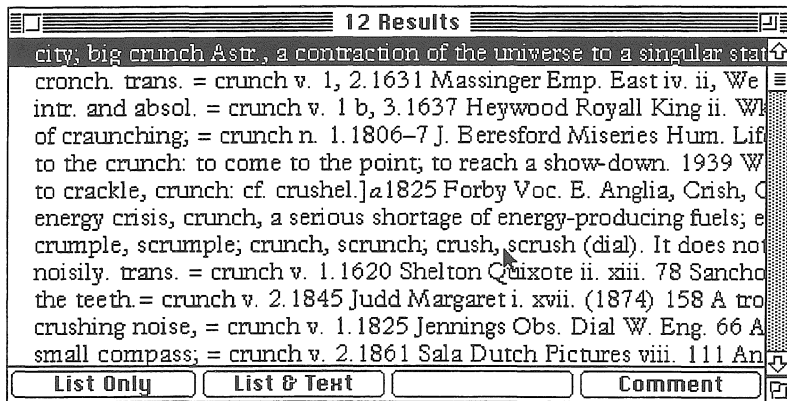 12 Results
city; big crunch Astr., a contraction of the universe to a singular stat
cronch. trans. = crunch v. 1, 2.1631 Massinger Emp. East iv. ii, We
intr. and absol. = crunch v. 1 b, 3.1637 Heywood Royall King ii. Wh
of craunching; = crunch n. 1.1806–7 J. Beresford Miseries Hum. Life
to the crunch: to come to the point; to reach a show-down. 1939 W
to crackle, crunch: cf. crushel.] a1825 Forby Voc. E. Anglia, Crish, C
energy crisis, crunch, a serious shortage of energy-producing fuels; e
crumple, scrumple; crunch, scrunch; crush, scrush (dial). It does not
noisily. trans. = crunch v. 1.1620 Shelton Quixote ii. xiii. 78 Sancho
the teeth. = crunch v. 2.1845 Judd Margaret i. xvii. (1874) 158 A tro
crushing noise, = crunch v. 1.1825 Jennings Obs. Dial W. Eng. 66 A
small compass; = crunch v. 2.1861 Sala Dutch Pictures viii. 111 An
List Only List & Text Comment